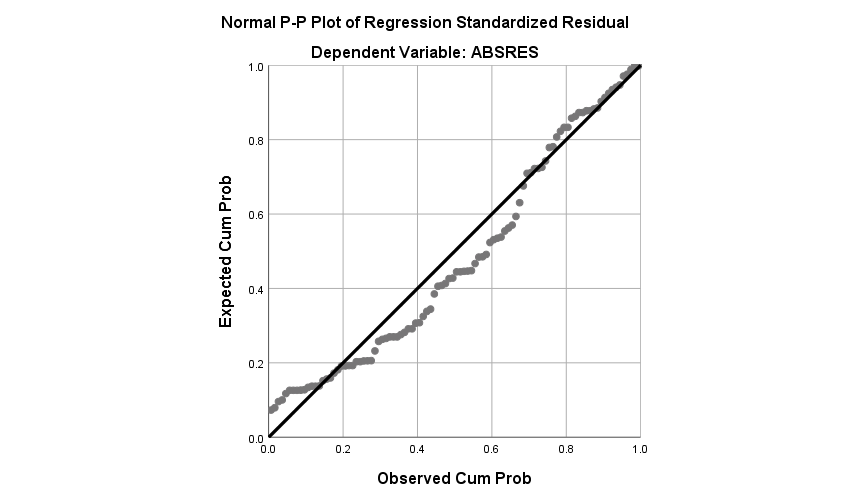 Normal P-P Plot of Regression Standardized Residual
Dependent Variable: ABSRES
Expected Cum Prob
1.0
0.8
0.6
0.4
0.2
0.0
0.0 0.2 0.4 0.6 0.8 1.0
Observed Cum Prob